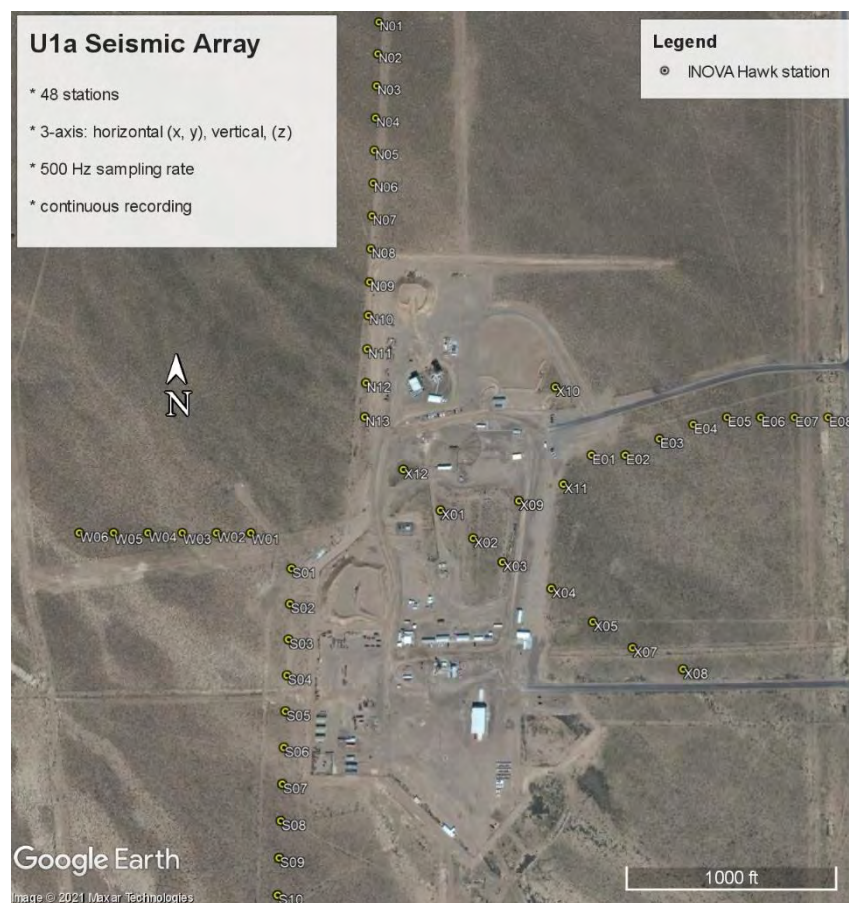 U1a Seismic Array
* 48 stations
* 3-axis: horizontal (x, y), vertical, (z)
* 500 Hz sampling rate
* continuous recording
Legend
INOVA Hawk station
N01
N02
N03
N04
N05
N06
N07
N08
N09
N10
N11
N12
N13
N
X10
E01
E02
E03
E04
E05
E06
E07
E08
X12
X11
X01
X09
X02
X03
W06
W05
W04
W03
W02
W01
S01
S02
S03
S04
S05
S06
S07
S08
S09
S10
X04
X05
X07
X08
Google Earth
Image © 2021 Maxar Technologies
1000 ft